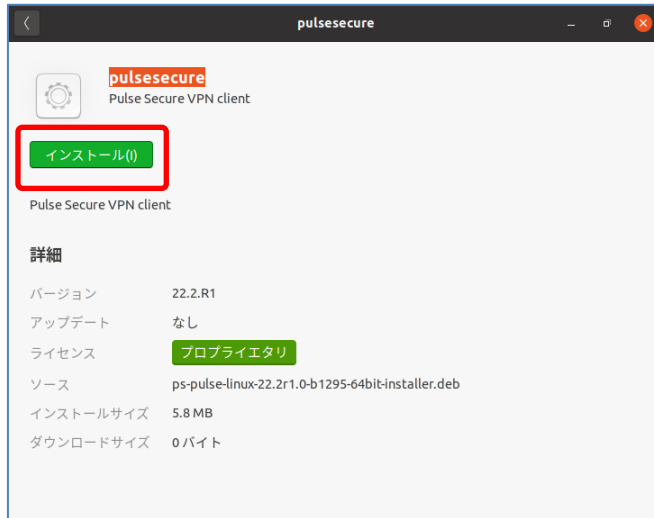 pulsesecure
pulsesecure
Pulse Secure VPN client
インストール(I)
Pulse Secure VPN client
詳細
バージョン 22.2.R1
アップデート なし
ライセンス プロプライエタリ
ソース ps-pulse-linux-22.2r1.0-b1295-64bit-installer.deb
インストールサイズ 5.8 MB
ダウンロードサイズ 0 バイト